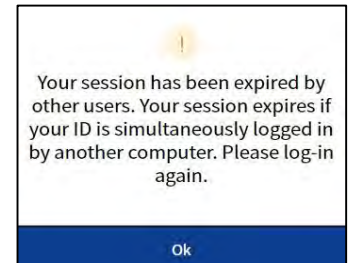 !
Your session has been expired by
other users. Your session expires if
your ID is simultaneously logged in
by another computer. Please log-in
again.
Ok